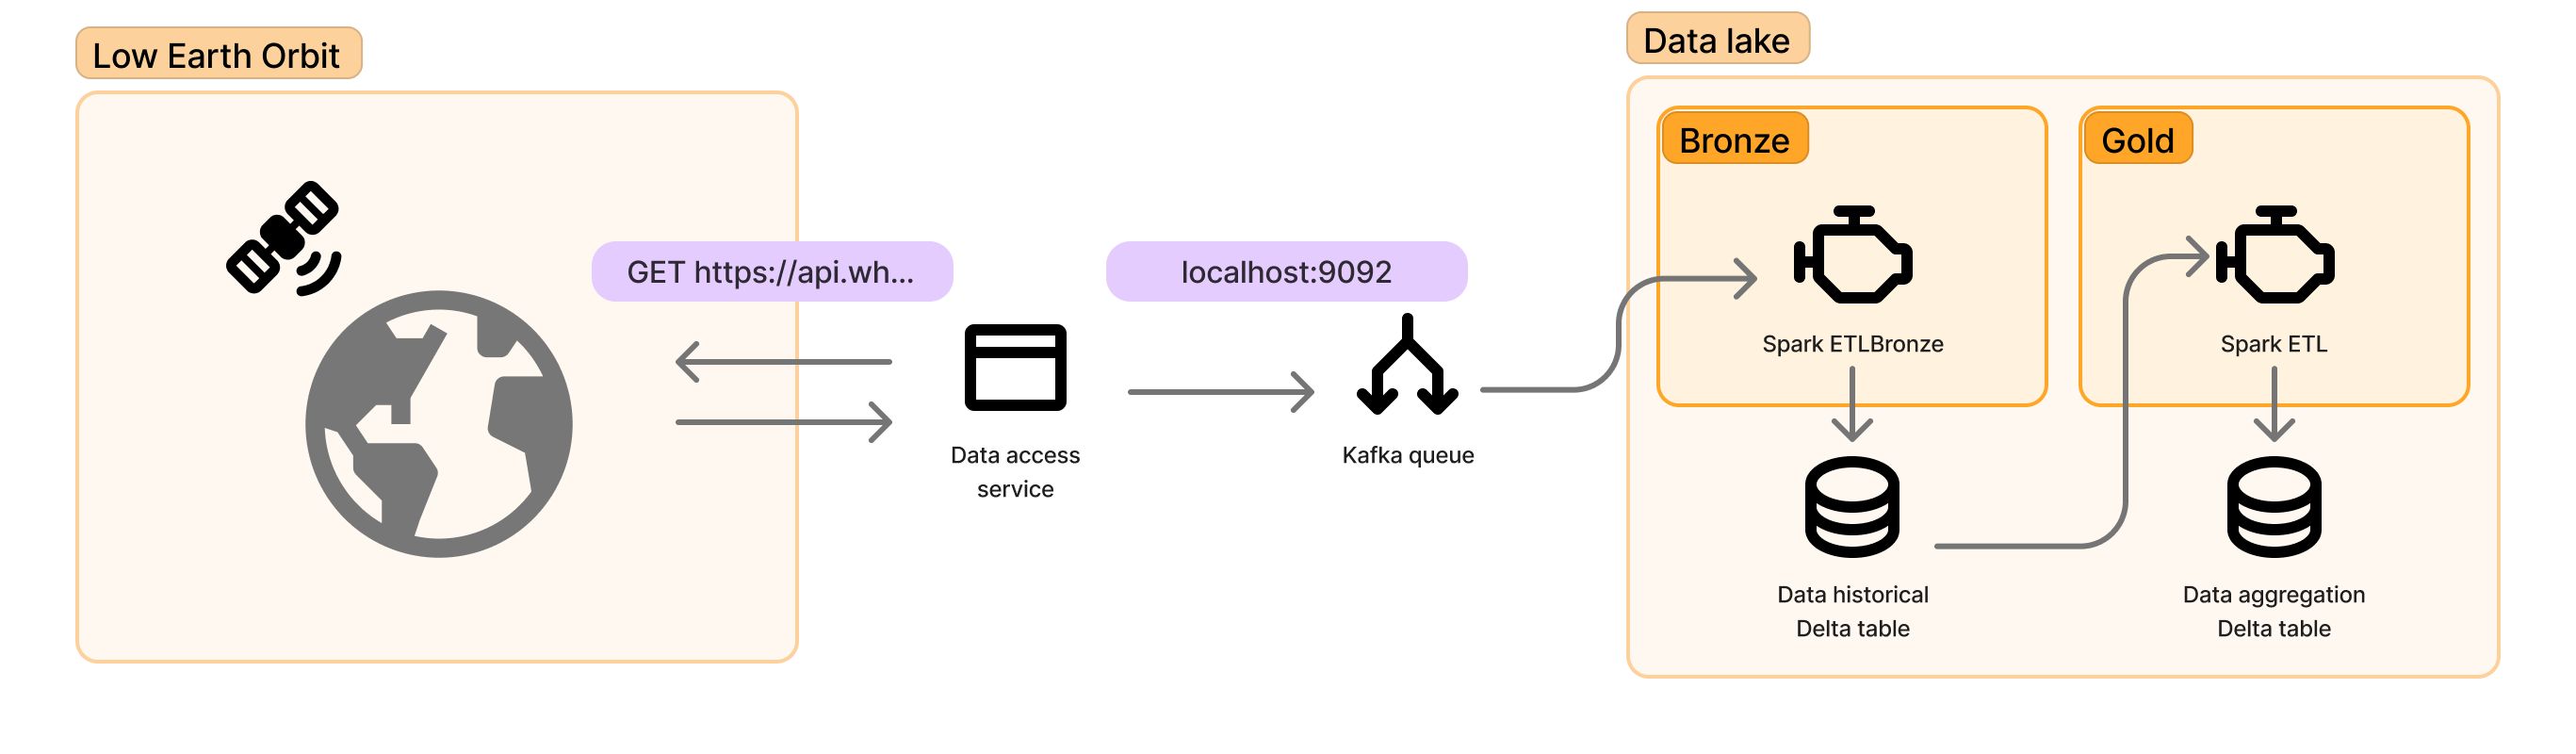 Low Earth Orbit
GET https://api.wh...
Data access
service
localhost:9092
Kafka queue
Data lake
Bronze
Spark ETLBronze
Data historical
Delta table
Gold
Spark ETL
Data aggregation
Delta table